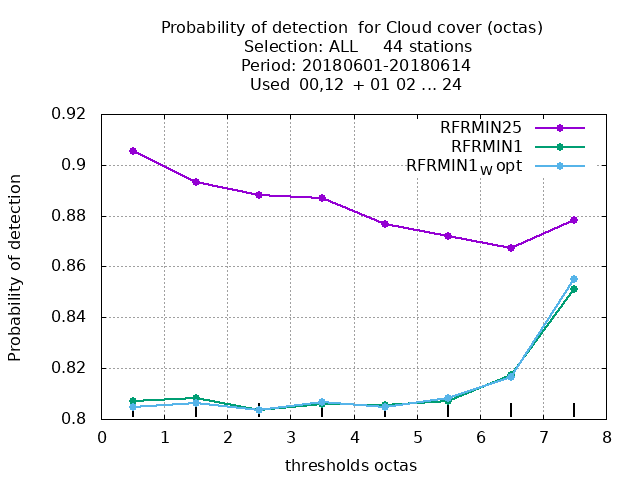 Probability of detection  for Cloud cover (octas)
Selection: ALL     44 stations
Period: 20180601-20180614
Used  00,12  + 01 02 ... 24
RFRMIN25
RFRMIN1
RFRMIN1W opt
Probability of detection
0.92
0.9
0.88
0.86
0.84
0.82
0.8
0 1 2 3 4 5 6 7 8
thresholds octas